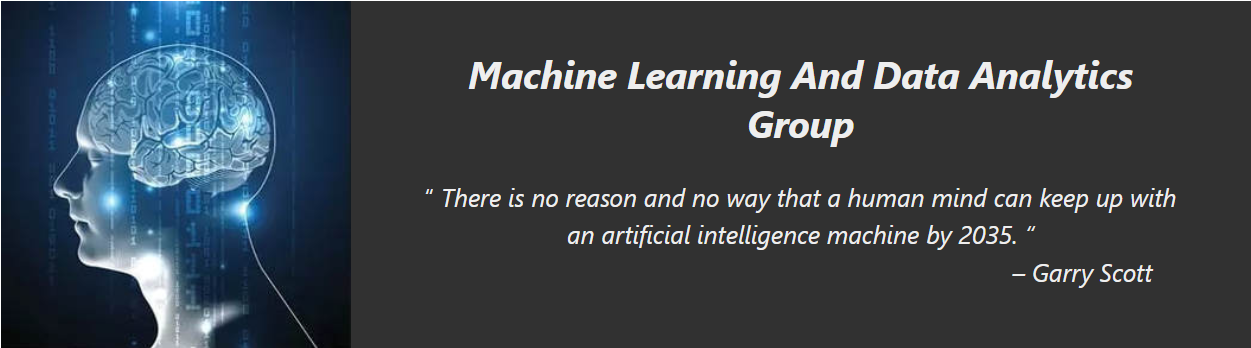 Machine Learning And Data Analytics
Group
“ There is no reason and no way that a human mind can keep up with
an artificial intelligence machine by 2035. “
– Garry Scott